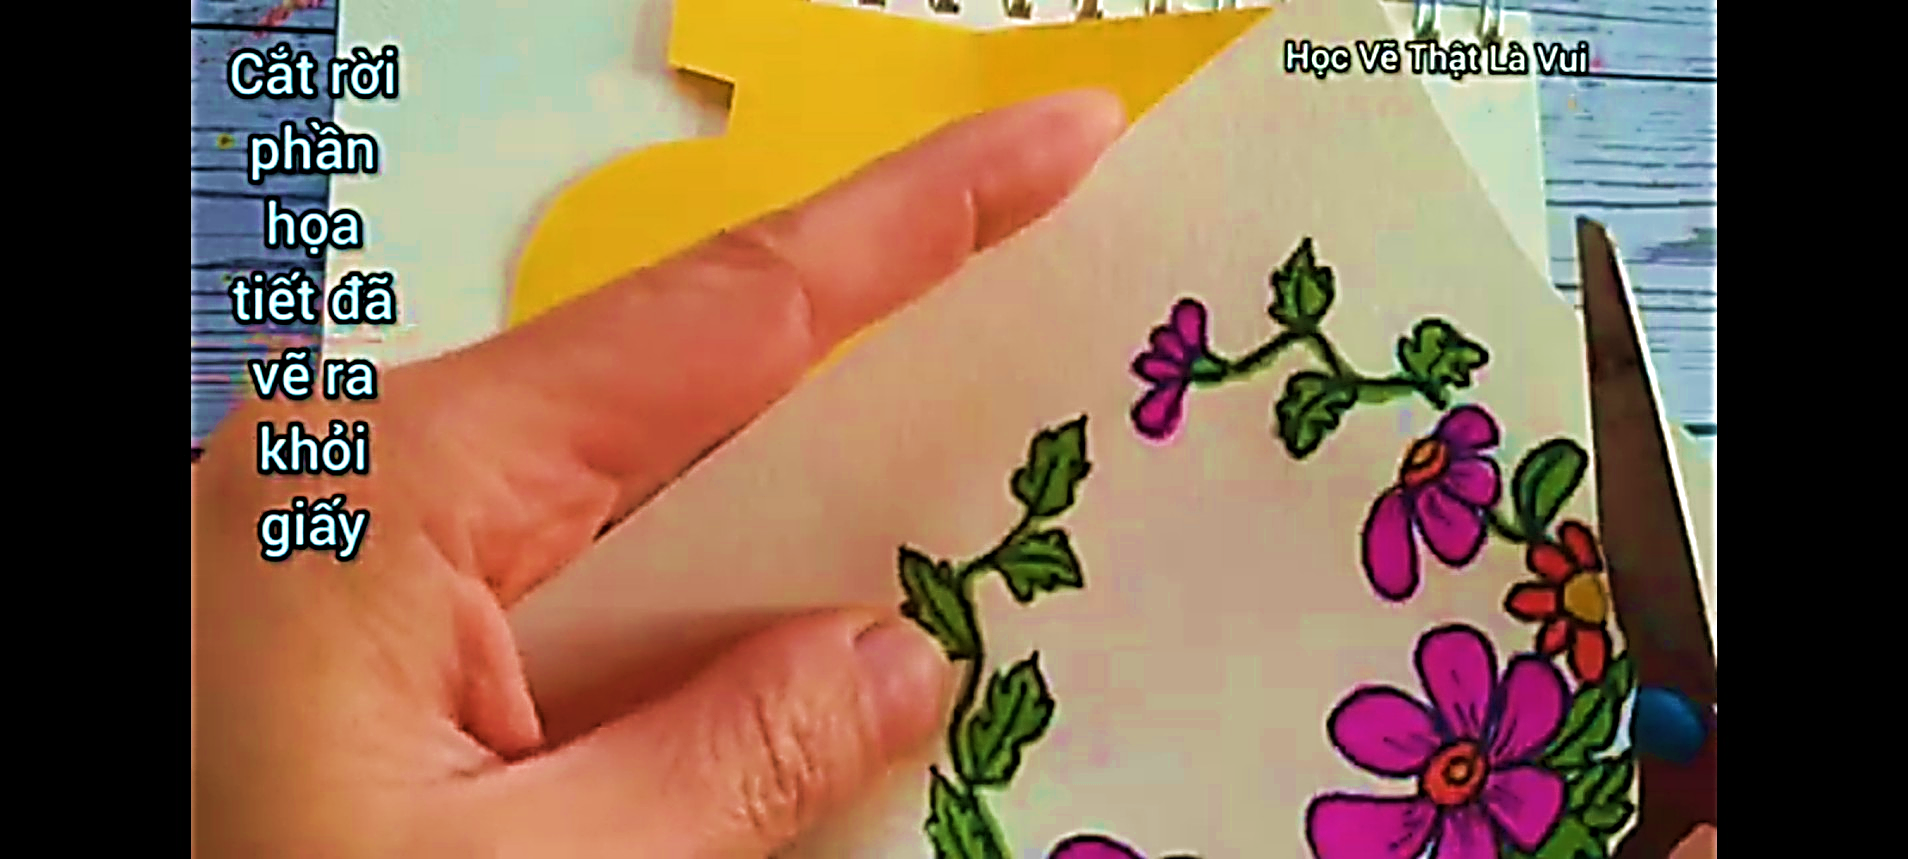 Cắt rời
phần
họa
tiết đã
vẽ ra
khỏi
giấy
Học Vẽ Thật Là Vui